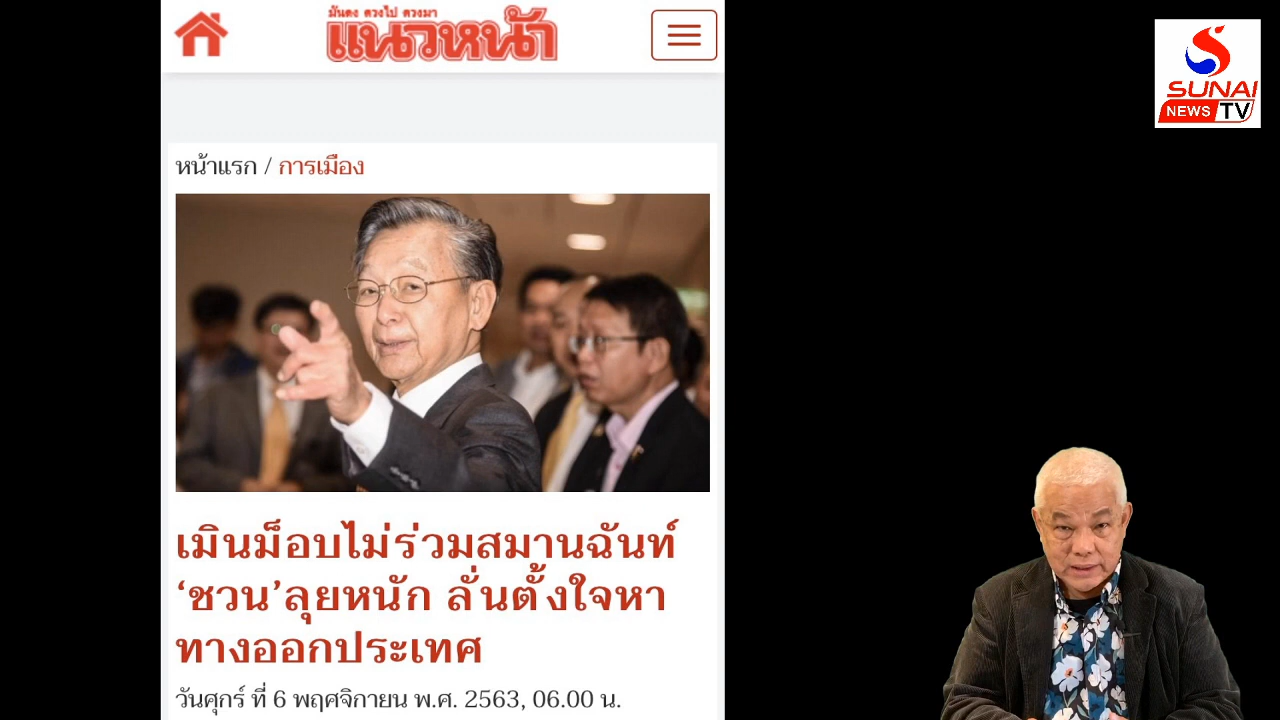 มั่นคง ตวงไป ตวงมา
แนวหน้า
SUNAI
NEWS TV
หน้าแรก / การเมือง
เมินม็อบไม่ร่วมสมานฉันท์
‘ชวน’ลุยหนัก ลั่นตั้งใจหา
ทางออกประเทศ
วันศุกร์ ที่ 6 พฤศจิกายน พ.ศ. 2563, 06.00 น.